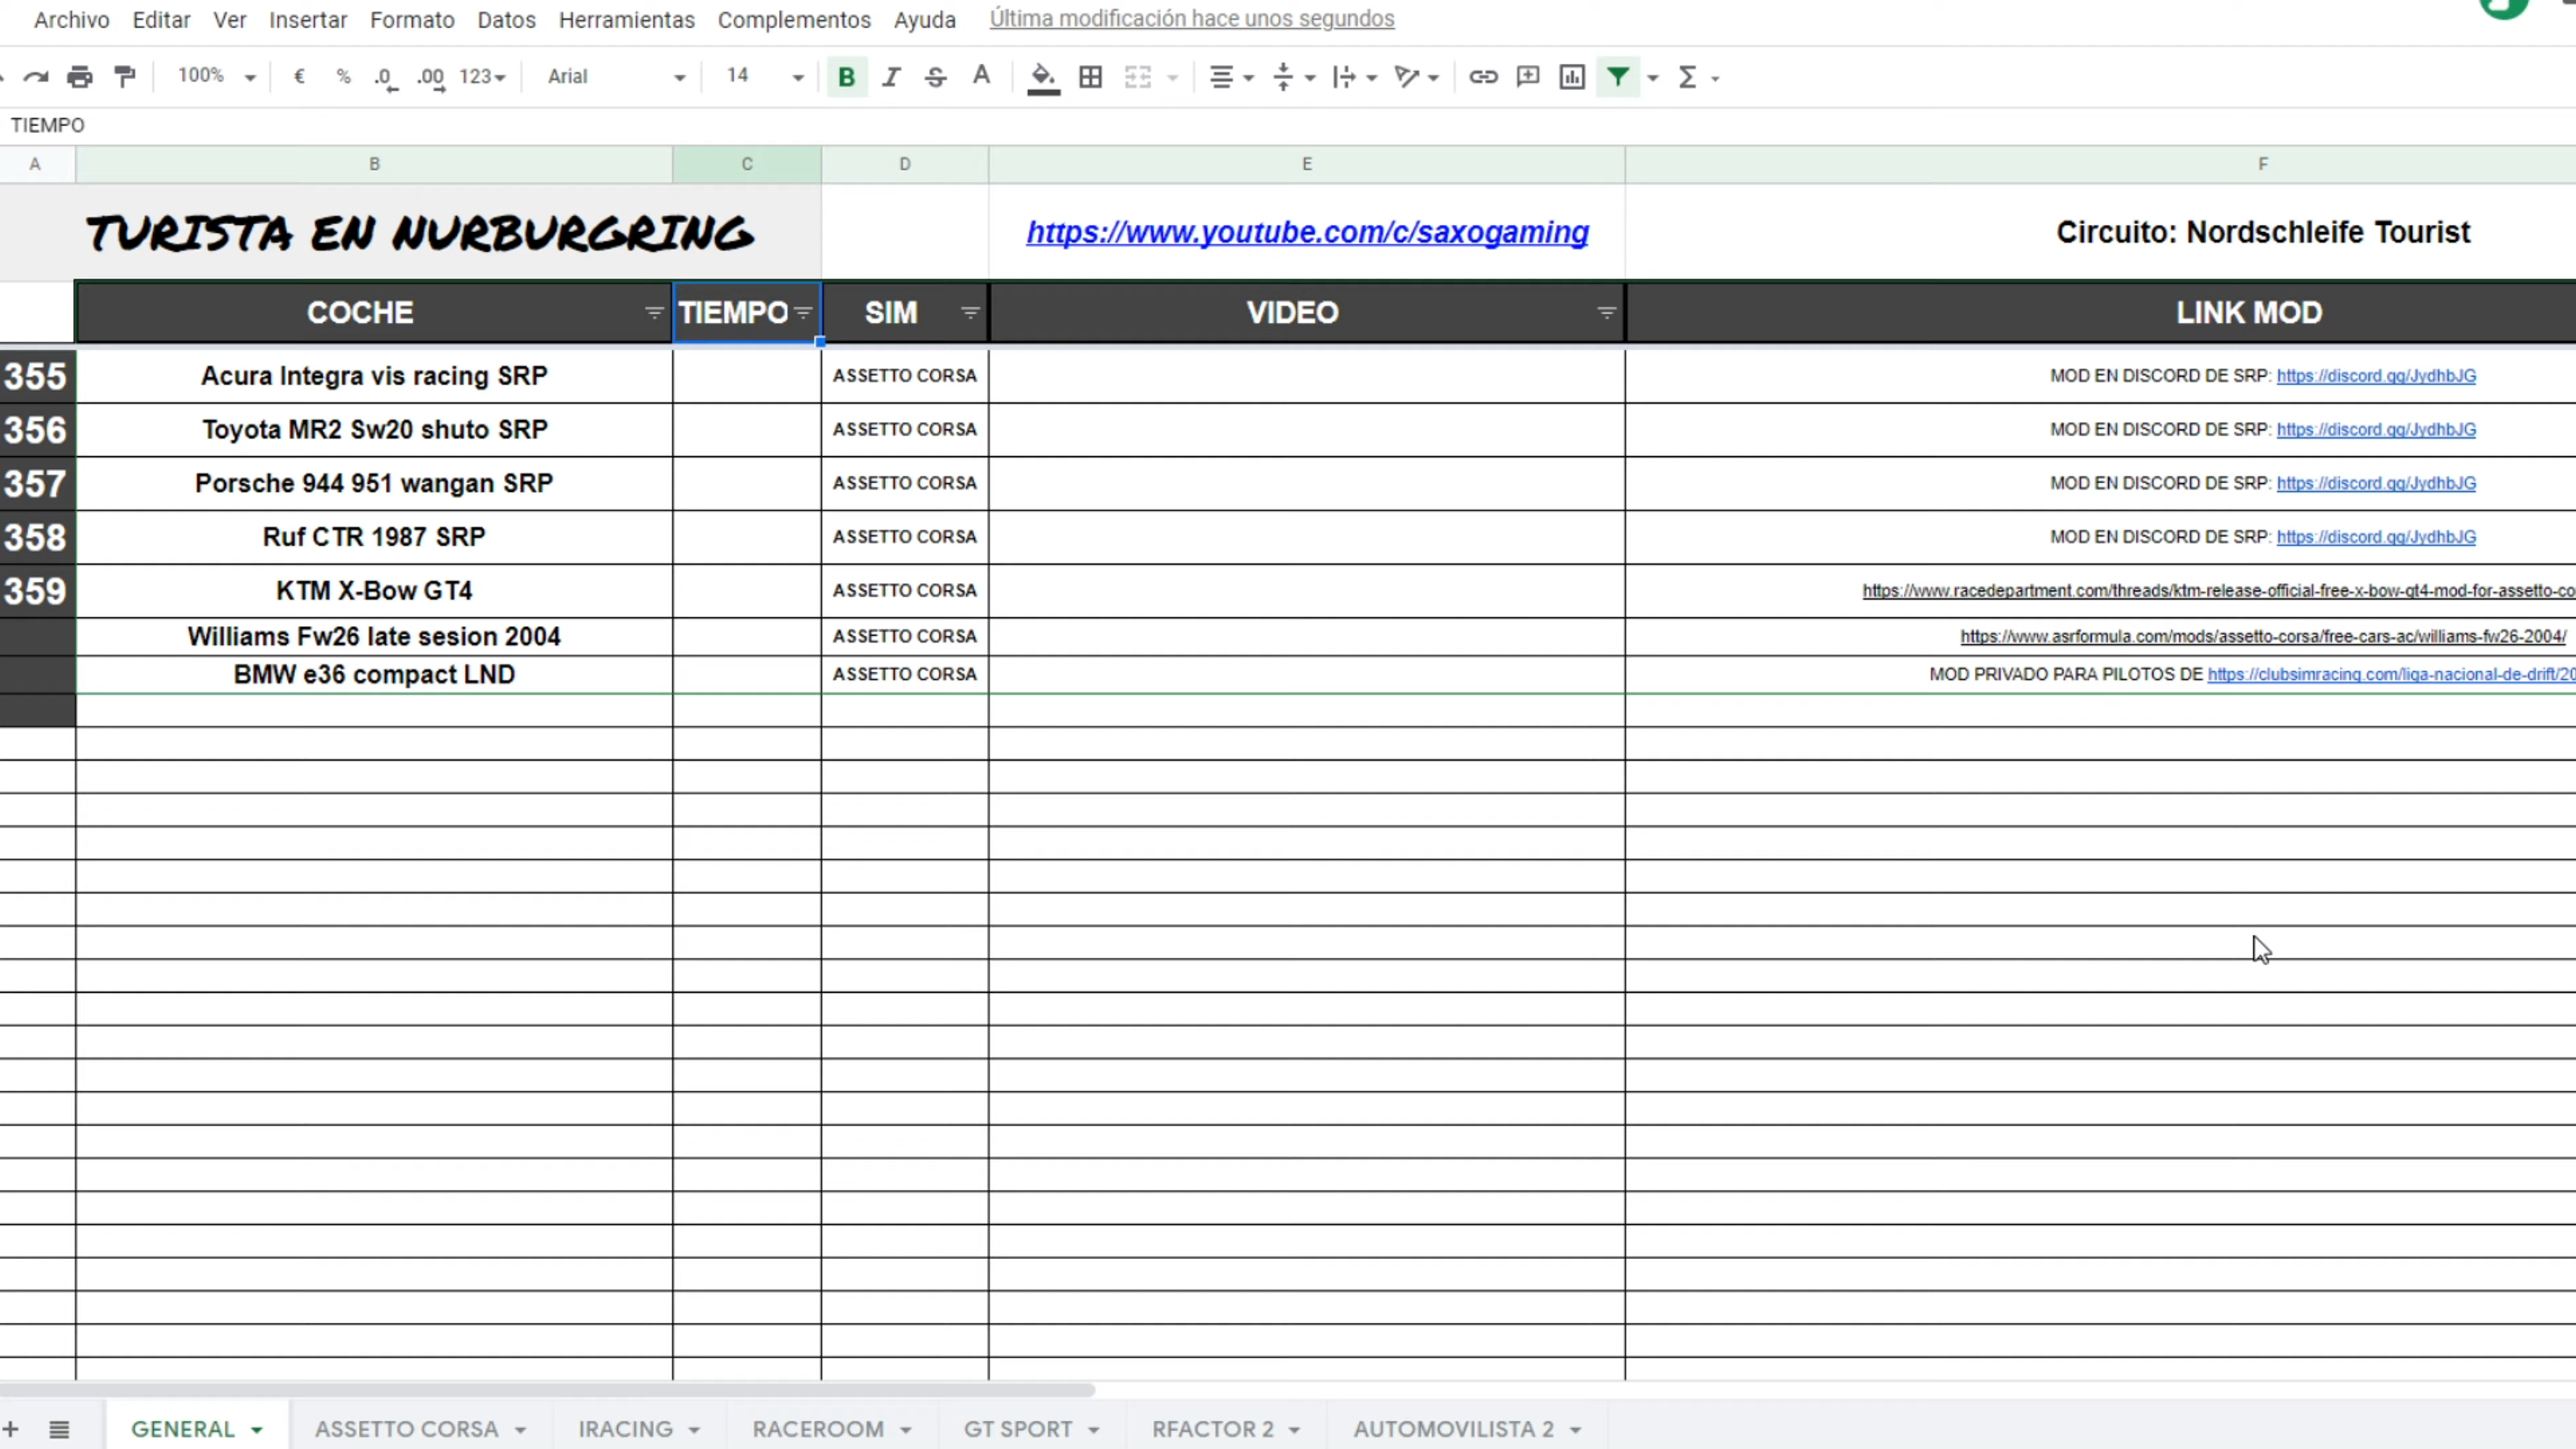 Archivo Editar Ver Insertar Formato Datos Herramientas Complementos Ayuda Última modificación hace unos segundos
100% € % .0 .00 123 Arial 14 B I S A Σ
TIEMPO
A B C D E F
TURISTA EN NURBURGRING https://www.youtube.com/c/saxogaming Circuito: Nordschleife Tourist
COCHE TIEMPO SIM VIDEO LINK MOD
355 Acura Integra vis racing SRP ASSETTO CORSA MOD EN DISCORD DE SRP: https://discord.gg/JydhbJG
356 Toyota MR2 Sw20 shuto SRP ASSETTO CORSA MOD EN DISCORD DE SRP: https://discord.gg/JydhbJG
357 Porsche 944 951 wangan SRP ASSETTO CORSA MOD EN DISCORD DE SRP: https://discord.gg/JydhbJG
358 Ruf CTR 1987 SRP ASSETTO CORSA MOD EN DISCORD DE SRP: https://discord.gg/JydhbJG
359 KTM X-Bow GT4 ASSETTO CORSA https://www.racedepartment.com/threads/ktm-release-official-free-x-bow-gt4-mod-for-assetto-co
Williams Fw26 late sesion 2004 ASSETTO CORSA https://www.asrformula.com/mods/assetto-corsa/free-cars-ac/williams-fw26-2004/
BMW e36 compact LND ASSETTO CORSA MOD PRIVADO PARA PILOTOS DE https://clubsimracing.com/liga-nacional-de-drift/20
GENERAL ASSETTO CORSA IRACING RACEROOM GT SPORT RFACTOR 2 AUTOMOVILISTA 2